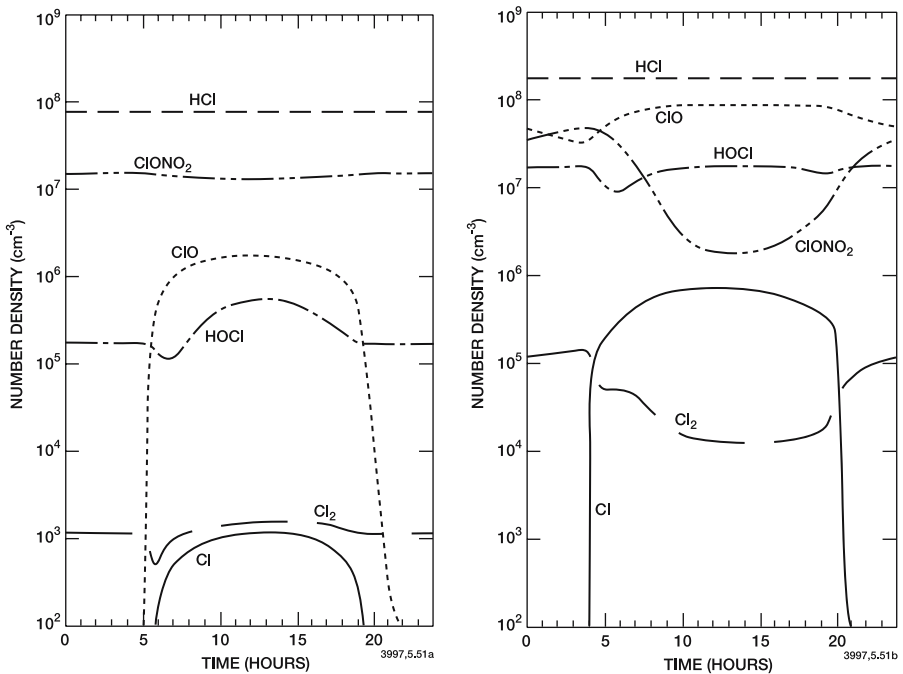 10⁹
10⁸
10⁷
10⁶
10⁵
10⁴
10³
10²
NUMBER DENSITY (cm⁻³)
HCl
ClONO₂
ClO
HOCl
Cl₂
Cl
0 5 10 15 20
TIME (HOURS)
3997,5.51a
10⁹
10⁸
10⁷
10⁶
10⁵
10⁴
10³
10²
NUMBER DENSITY (cm⁻³)
HCl
ClO
HOCl
ClONO₂
Cl₂
Cl
0 5 10 15 20
TIME (HOURS)
3997,5.51b